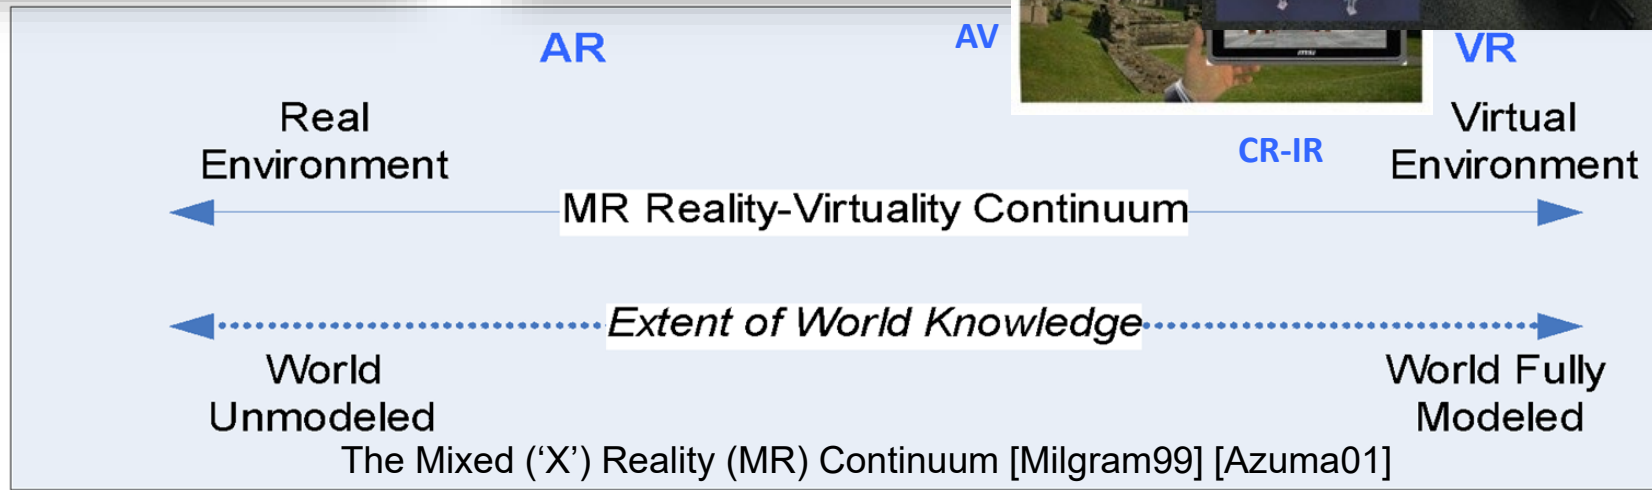 AR
AV
msi
VR
Real
Environment
CR-IR
Virtual
Environment
MR Reality-Virtuality Continuum
Extent of World Knowledge
World
Unmodeled
World Fully
Modeled
The Mixed (‘X’) Reality (MR) Continuum [Milgram99] [Azuma01]